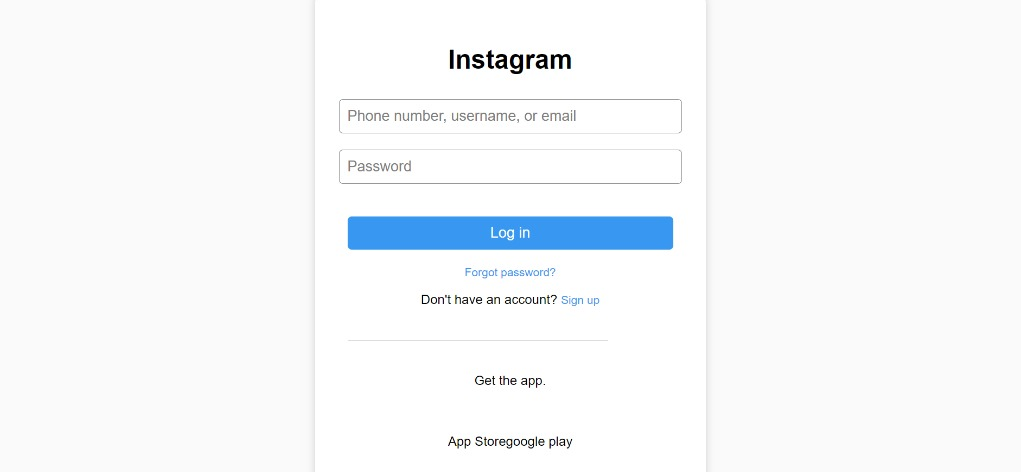 Instagram
Phone number, username, or email
Password
Log in
Forgot password?
Don't have an account? Sign up
Get the app.
App Storegoogle play